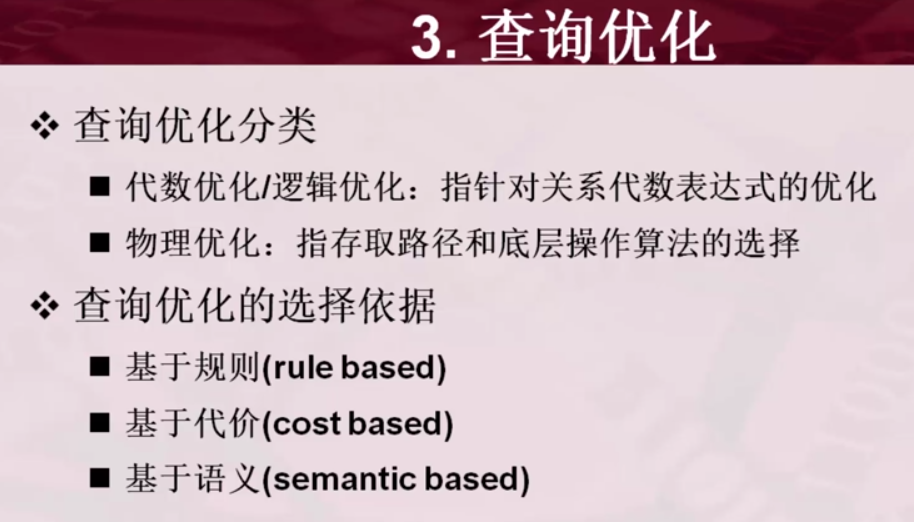 3. 查询优化
查询优化分类
代数优化/逻辑优化：指针对关系代数表达式的优化
物理优化：指存取路径和底层操作算法的选择
查询优化的选择依据
基于规则(rule based)
基于代价(cost based)
基于语义(semantic based)